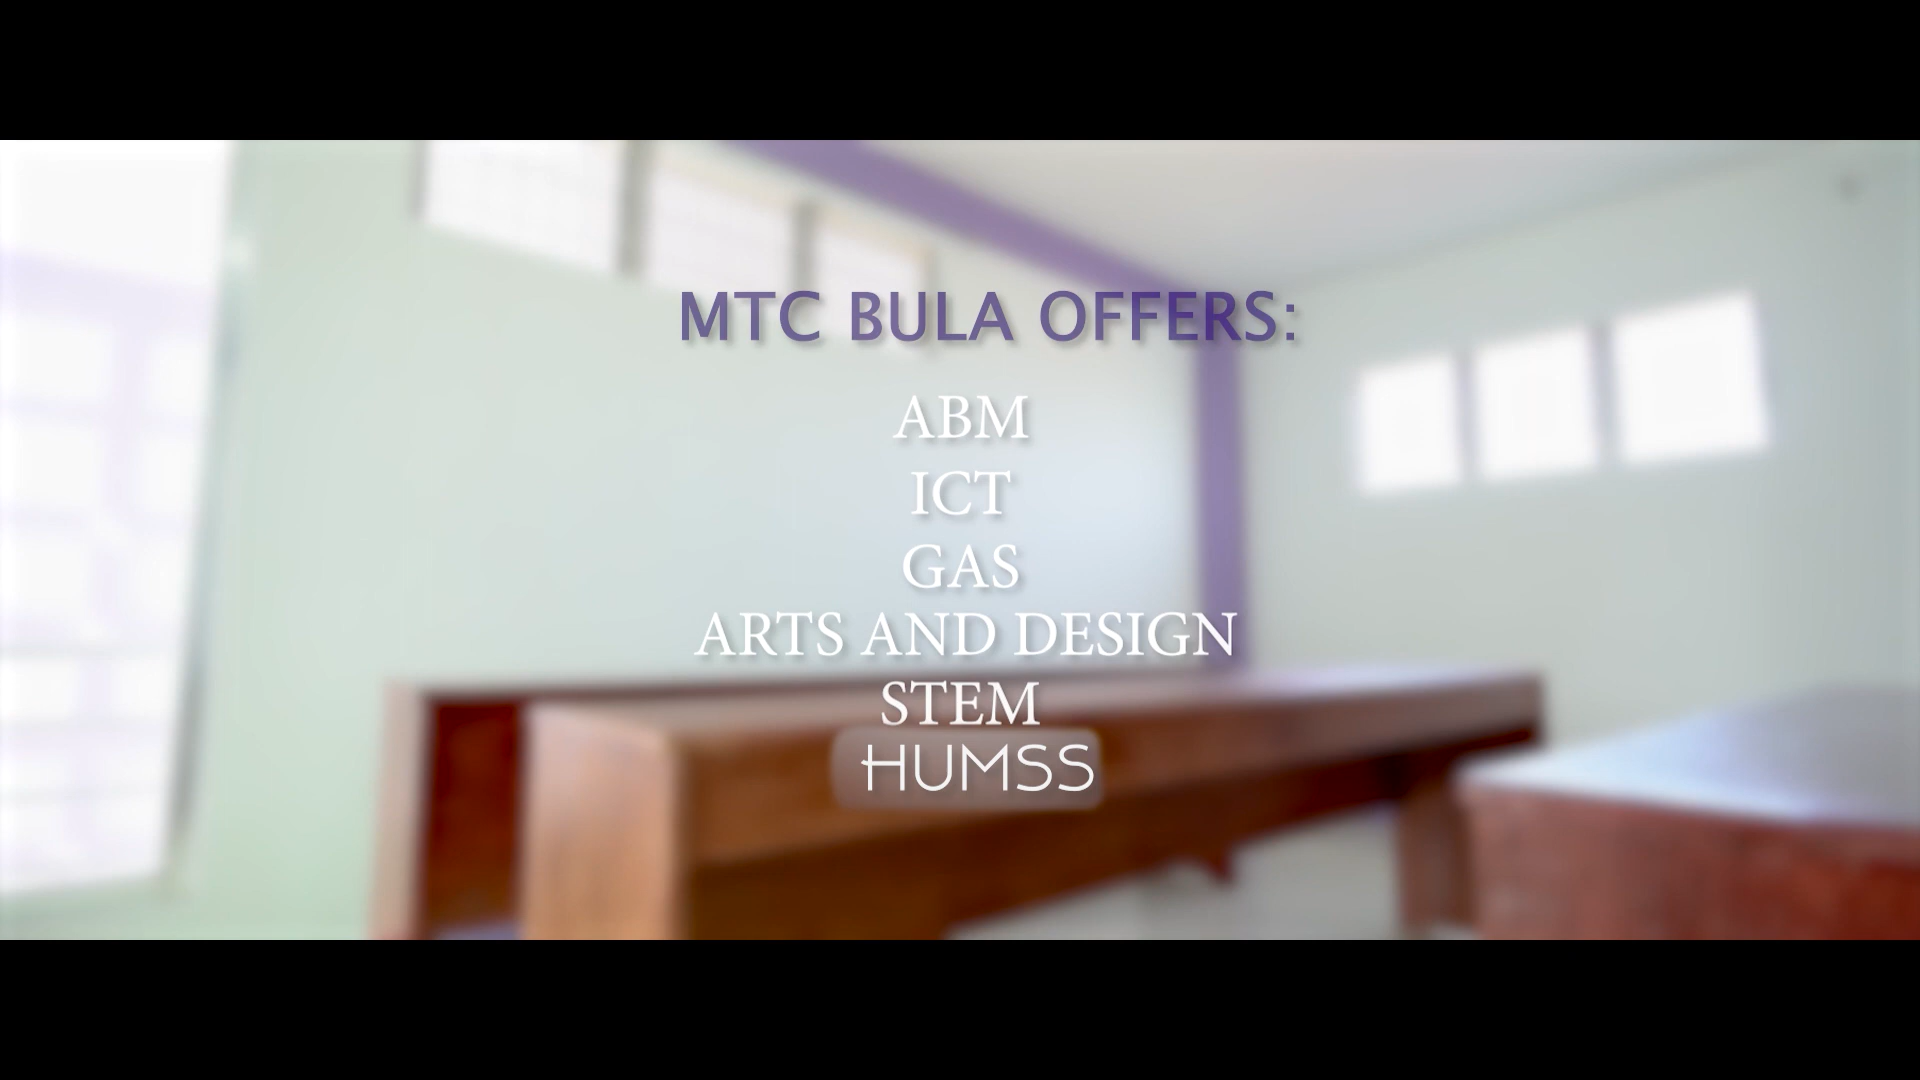 MTC BULA OFFERS:
ABM
ICT
GAS
ARTS AND DESIGN
STEM
HUMSS